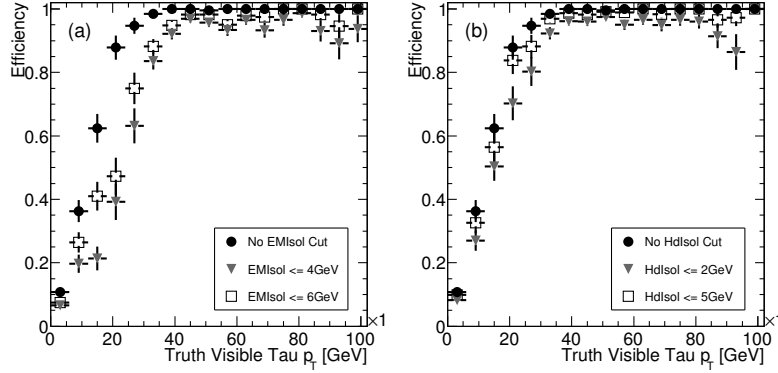 Efficiency
(a)
1
0.8
0.6
0.4
0.2
0
No EMIsol Cut
EMIsol <= 4GeV
EMIsol <= 6GeV
0 20 40 60 80 100
×1
Truth Visible Tau p_T [GeV]
Efficiency
(b)
1
0.8
0.6
0.4
0.2
0
No HdIsol Cut
HdIsol <= 2GeV
HdIsol <= 5GeV
0 20 40 60 80 100
×1
Truth Visible Tau p_T [GeV]